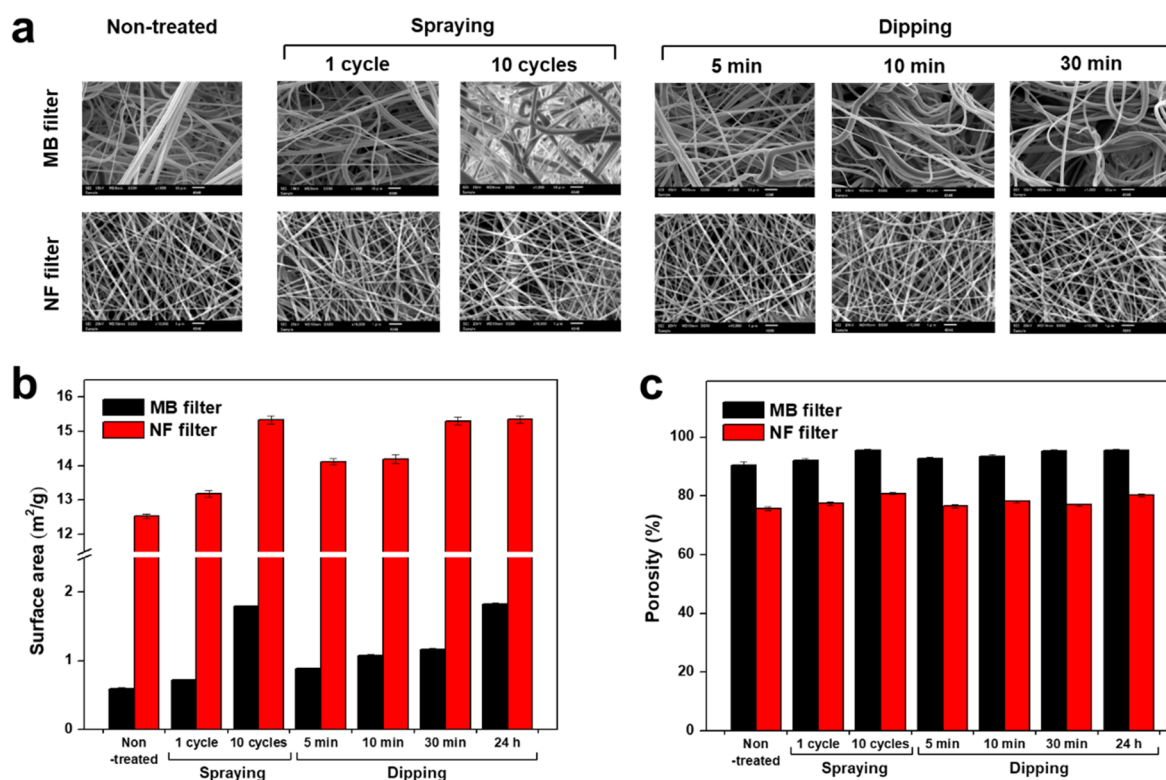 a
Non-treated
Spraying
Dipping
1 cycle
10 cycles
5 min
10 min
30 min
MB filter
NF filter
b
MB filter
NF filter
Surface area (m²/g)
16
15
14
13
12
2
1
0
Non
-treated
1 cycle
10 cycles
5 min
10 min
30 min
24 h
Spraying
Dipping
c
MB filter
NF filter
Porosity (%)
100
80
60
40
20
0
Non
-treated
1 cycle
10 cycles
5 min
10 min
30 min
24 h
Spraying
Dipping